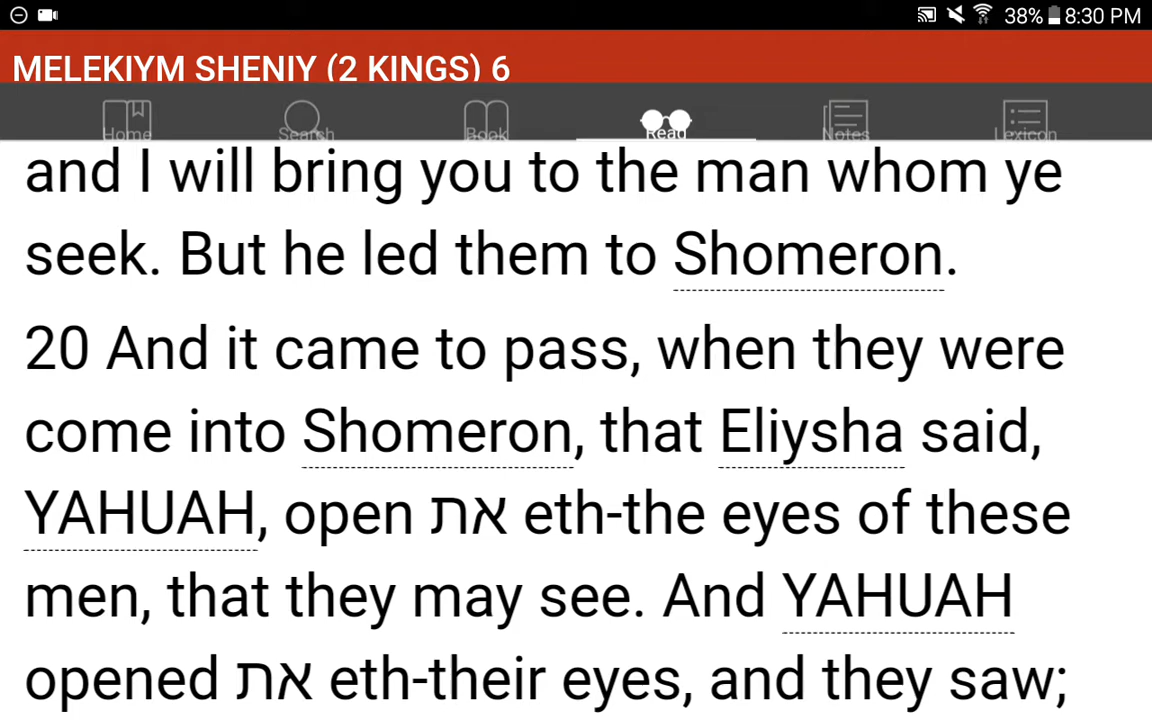 38% 8:30 PM
MELEKIYM SHENIY (2 KINGS) 6
Home Search Book Read Notes Lexicon
and I will bring you to the man whom ye
seek. But he led them to Shomeron.
20 And it came to pass, when they were
come into Shomeron, that Eliysha said,
YAHUAH, open את eth-the eyes of these
men, that they may see. And YAHUAH
opened את eth-their eyes, and they saw;